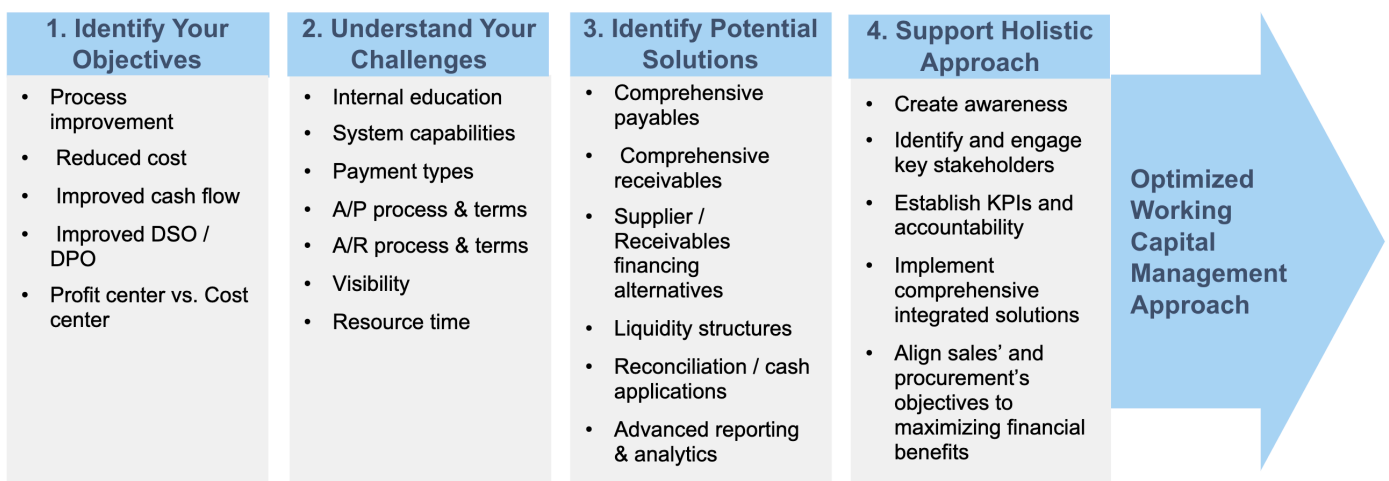 1. Identify Your
Objectives
• Process
improvement
• Reduced cost
• Improved cash flow
• Improved DSO /
DPO
• Profit center vs. Cost
center
2. Understand Your
Challenges
• Internal education
• System capabilities
• Payment types
• A/P process & terms
• A/R process & terms
• Visibility
• Resource time
3. Identify Potential
Solutions
• Comprehensive
payables
• Comprehensive
receivables
• Supplier /
Receivables
financing
alternatives
• Liquidity structures
• Reconciliation / cash
applications
• Advanced reporting
& analytics
4. Support Holistic
Approach
• Create awareness
• Identify and engage
key stakeholders
• Establish KPIs and
accountability
• Implement
comprehensive
integrated solutions
• Align sales’ and
procurement’s
objectives to
maximizing financial
benefits
Optimized
Working
Capital
Management
Approach